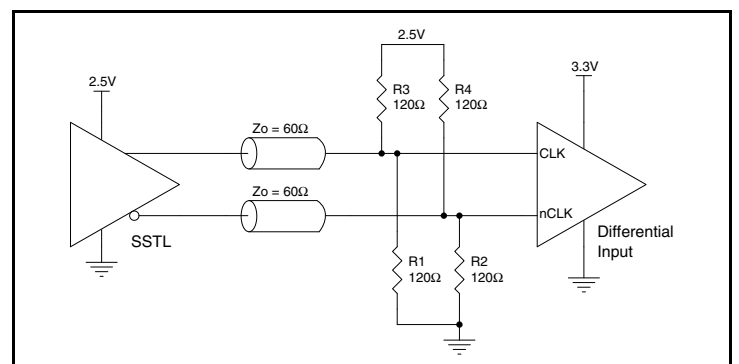 2.5V
3.3V
2.5V
R3
120Ω
R4
120Ω
Zo = 60Ω
CLK
Zo = 60Ω
nCLK
SSTL
Differential
Input
R1
120Ω
R2
120Ω